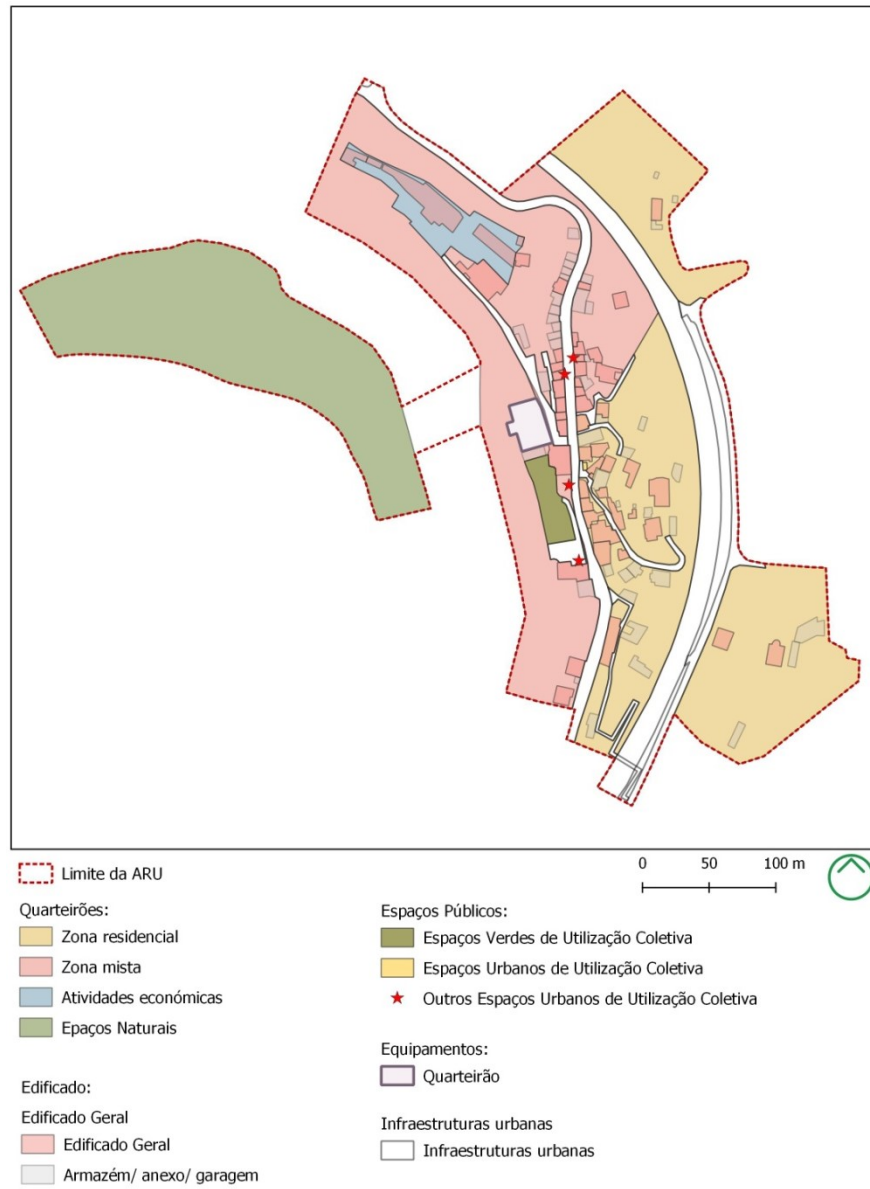 0 50 100 m
Limite da ARU
Quarteirões:
Zona residencial
Zona mista
Atividades económicas
Epaços Naturais
Edificado:
Edificado Geral
Edificado Geral
Armazém/ anexo/ garagem
Espaços Públicos:
Espaços Verdes de Utilização Coletiva
Espaços Urbanos de Utilização Coletiva
Outros Espaços Urbanos de Utilização Coletiva
Equipamentos:
Quarteirão
Infraestruturas urbanas
Infraestruturas urbanas